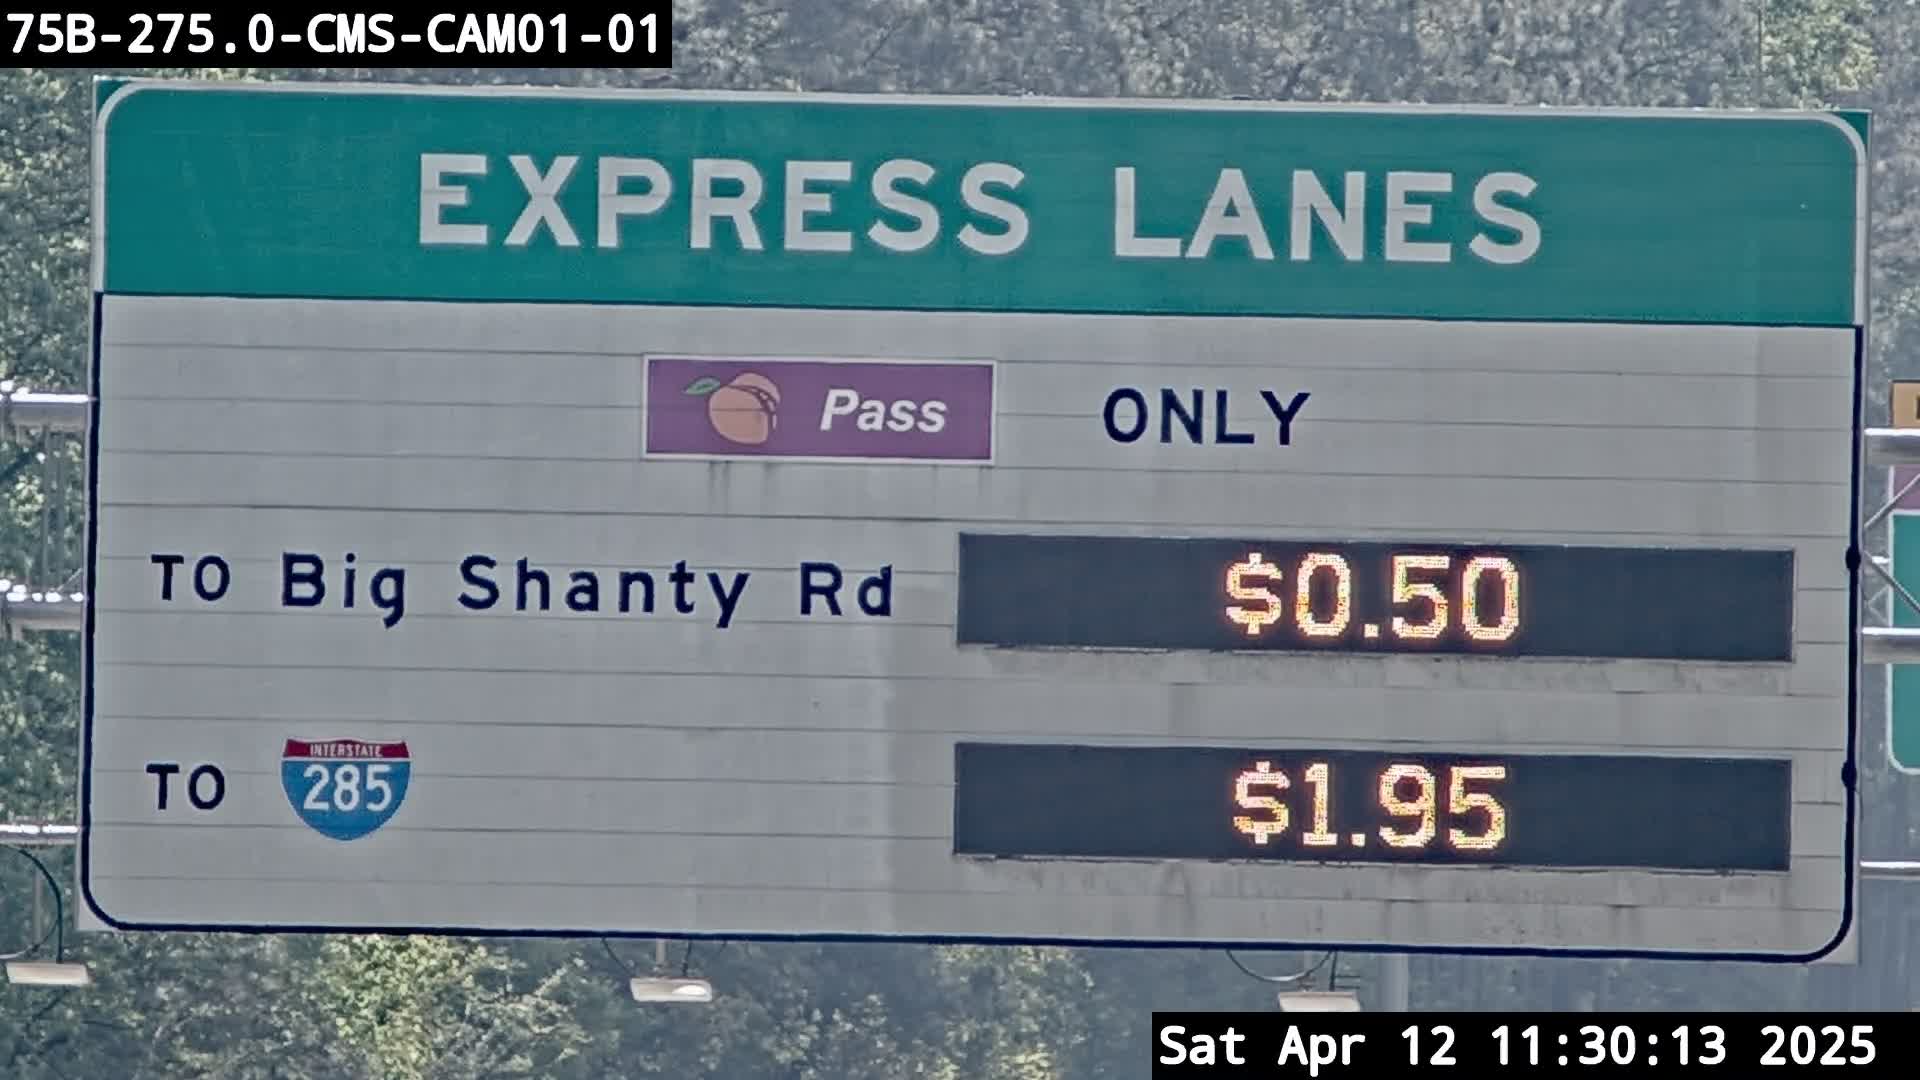 75B-275.0-CMS-CAM01-01
EXPRESS LANES
Pass ONLY
TO Big Shanty Rd $0.50
TO INTERSTATE 285 $1.95
Sat Apr 12 11:30:13 2025